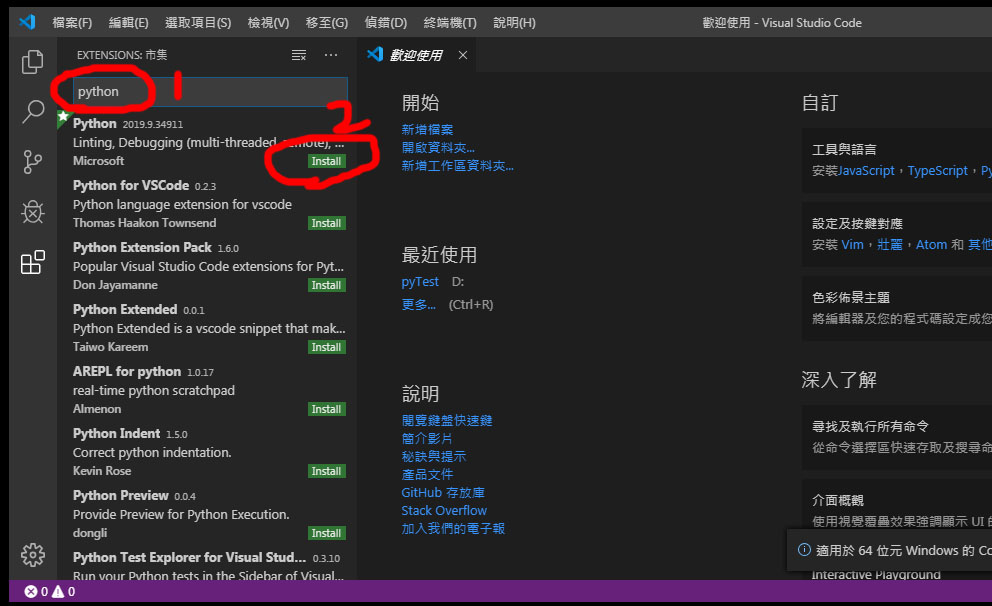 檔案(F) 編輯(E) 選取項目(S) 檢視(V) 移至(G) 偵錯(D) 終端機(T) 說明(H) 歡迎使用 - Visual Studio Code
EXTENSIONS: 市集
python
1
2
Python 2019.9.34911
Linting, Debugging (multi-threaded, remote), ...
Microsoft Install
Python for VSCode 0.2.3
Python language extension for vscode
Thomas Haakon Townsend Install
Python Extension Pack 1.6.0
Popular Visual Studio Code extensions for Pyt...
Don Jayamanne Install
Python Extended 0.0.1
Python Extended is a vscode snippet that mak...
Taiwo Kareem Install
AREPL for python 1.0.17
real-time python scratchpad
Almenon Install
Python Indent 1.5.0
Correct python indentation.
Kevin Rose Install
Python Preview 0.0.4
Provide Preview for Python Execution.
dongli Install
Python Test Explorer for Visual Stud... 0.3.10
Run your Python tests in the Sidebar of Visual...
歡迎使用
開始
新增檔案
開啟資料夾...
新增工作區資料夾...
最近使用
pyTest D:
更多... (Ctrl+R)
說明
閱覽鍵盤快速鍵
簡介影片
秘訣與提示
產品文件
GitHub 存放庫
Stack Overflow
加入我們的電子報
自訂
工具與語言
安裝JavaScript，TypeScript，Py
設定及按鍵對應
安裝 Vim，壯麗，Atom 和 其他
色彩佈景主題
將編輯器及您的程式碼設定成您
深入了解
尋找及執行所有命令
從命令選擇區快速存取及搜尋命
介面概觀
使用視覺覆疊效果強調顯示 UI 的
適用於 64 位元 Windows 的 Co
Interactive Playground
0 0